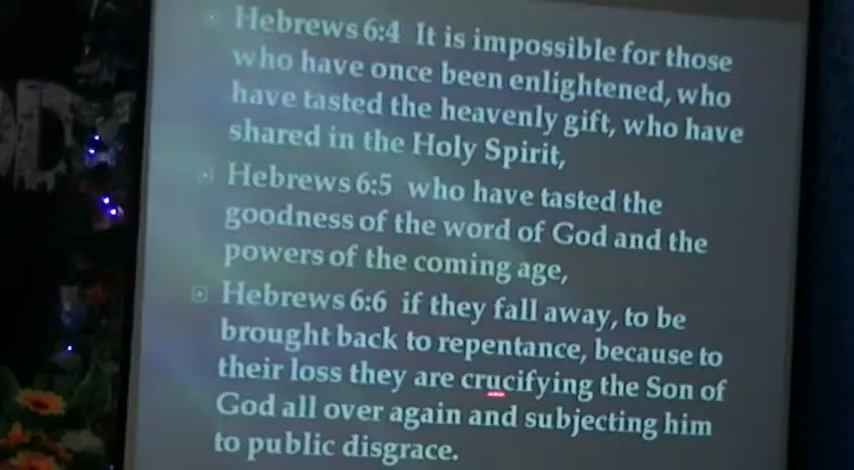 OD
Hebrews 6:4 It is impossible for those
who have once been enlightened, who
have tasted the heavenly gift, who have
shared in the Holy Spirit,
Hebrews 6:5 who have tasted the
goodness of the word of God and the
powers of the coming age,
Hebrews 6:6 if they fall away, to be
brought back to repentance, because to
their loss they are crucifying the Son of
God all over again and subjecting him
to public disgrace.